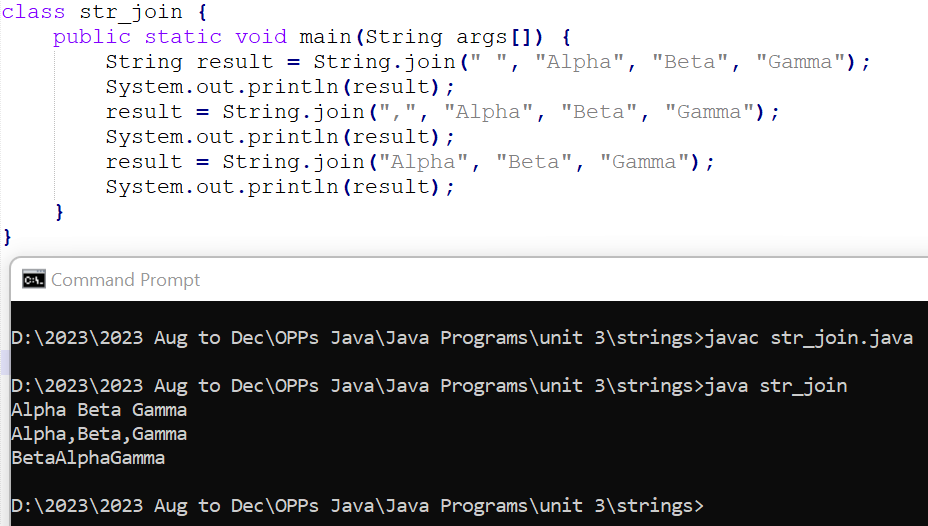 class str_join {
public static void main(String args[]) {
String result = String.join(" ", "Alpha", "Beta", "Gamma");
System.out.println(result);
result = String.join(",", "Alpha", "Beta", "Gamma");
System.out.println(result);
result = String.join("Alpha", "Beta", "Gamma");
System.out.println(result);
}
}
Command Prompt
D:\2023\2023 Aug to Dec\OPPs Java\Java Programs\unit 3\strings>javac str_join.java
D:\2023\2023 Aug to Dec\OPPs Java\Java Programs\unit 3\strings>java str_join
Alpha Beta Gamma
Alpha,Beta,Gamma
BetaAlphaGamma
D:\2023\2023 Aug to Dec\OPPs Java\Java Programs\unit 3\strings>